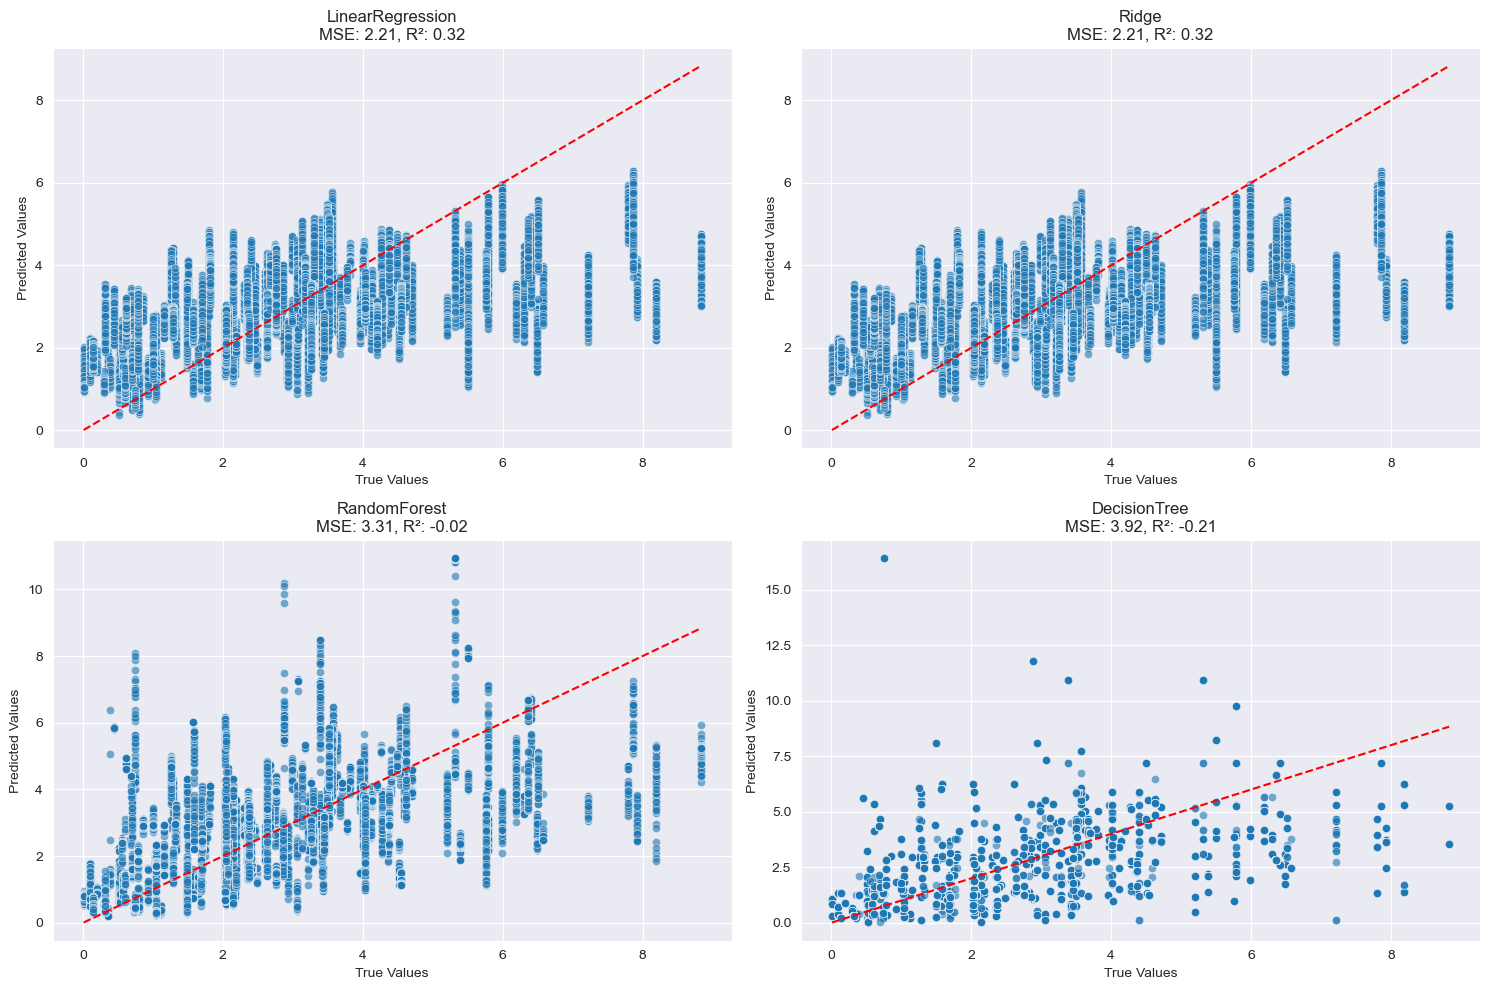 LinearRegression
MSE: 2.21, R²: 0.32
8
6
4
2
0
Predicted Values
0 2 4 6 8
True Values
Ridge
MSE: 2.21, R²: 0.32
8
6
4
2
0
Predicted Values
0 2 4 6 8
True Values
RandomForest
MSE: 3.31, R²: -0.02
10
8
6
4
2
0
Predicted Values
0 2 4 6 8
True Values
DecisionTree
MSE: 3.92, R²: -0.21
15.0
12.5
10.0
7.5
5.0
2.5
0.0
Predicted Values
0 2 4 6 8
True Values